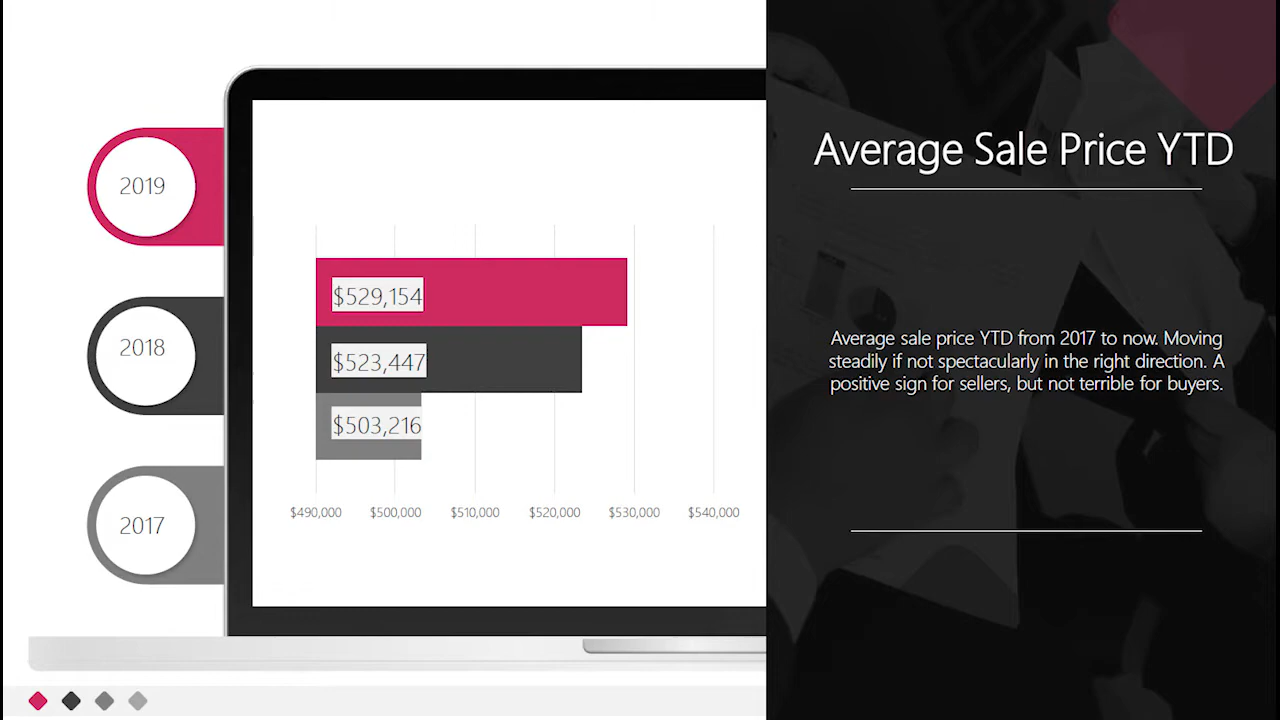 Average Sale Price YTD
2019
$529,154
2018
$523,447
$503,216
2017
$490,000 $500,000 $510,000 $520,000 $530,000 $540,000
Average sale price YTD from 2017 to now. Moving
steadily if not spectacularly in the right direction. A
positive sign for sellers, but not terrible for buyers.